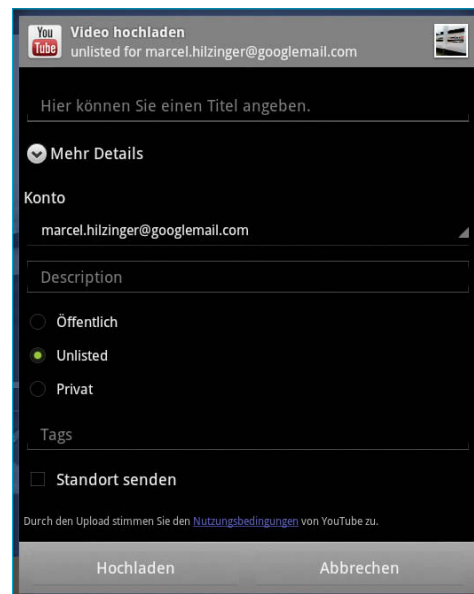 You
Tube
Video hochladen
unlisted for marcel.hilzinger@googlemail.com
Hier können Sie einen Titel angeben.
Mehr Details
Konto
marcel.hilzinger@googlemail.com
Description
Öffentlich
Unlisted
Privat
Tags
Standort senden
Durch den Upload stimmen Sie den Nutzungsbedingungen von YouTube zu.
Hochladen
Abbrechen